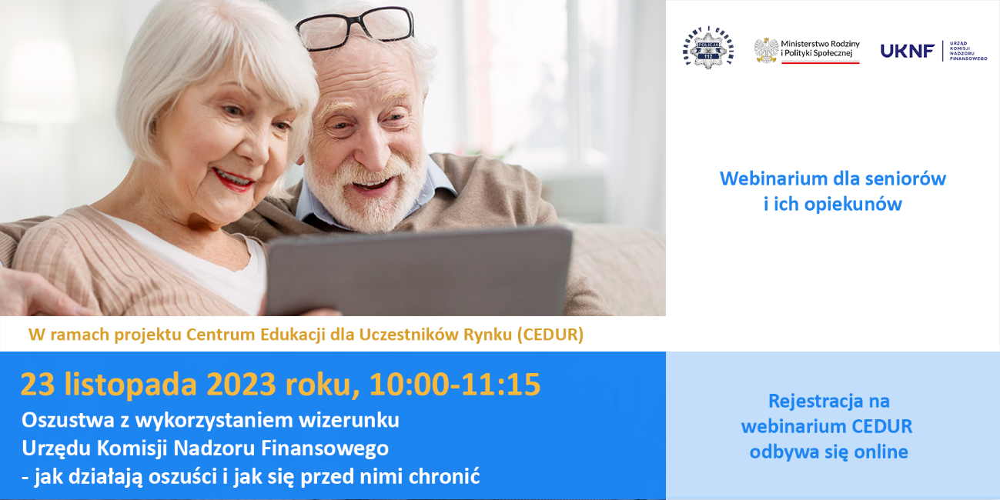 POMAGAMY I CHRONIMY
POLICJA
112
Ministerstwo Rodziny
i Polityki Społecznej
UKNF
URZĄD
KOMISJI
NADZORU
FINANSOWEGO
Webinarium dla seniorów
i ich opiekunów
W ramach projektu Centrum Edukacji dla Uczestników Rynku (CEDUR)
23 listopada 2023 roku, 10:00-11:15
Oszustwa z wykorzystaniem wizerunku
Urzędu Komisji Nadzoru Finansowego
- jak działają oszuści i jak się przed nimi chronić
Rejestracja na
webinarium CEDUR
odbywa się online